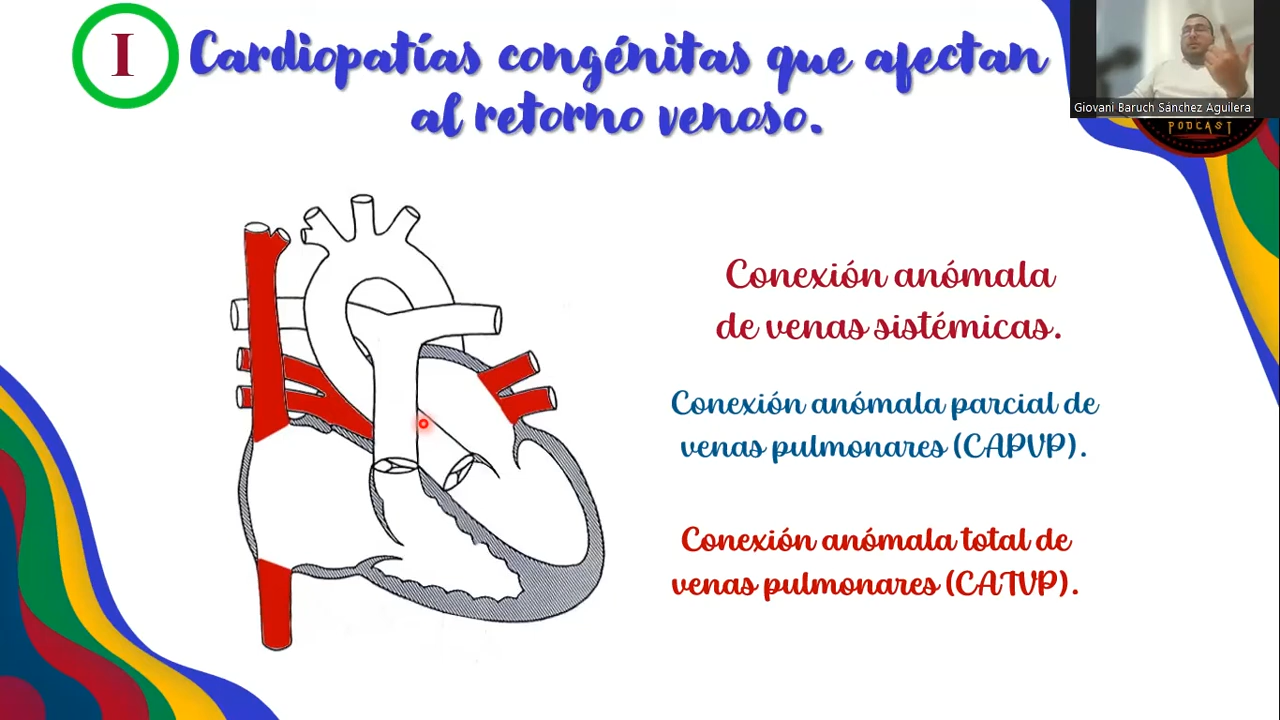 I
Cardiopatías congénitas que afectan
al retorno venoso.
Giovani Baruch Sánchez Aguilera
PODCAST
Conexión anómala
de venas sistémicas.
Conexión anómala parcial de
venas pulmonares (CAPVP).
Conexión anómala total de
venas pulmonares (CATVP).